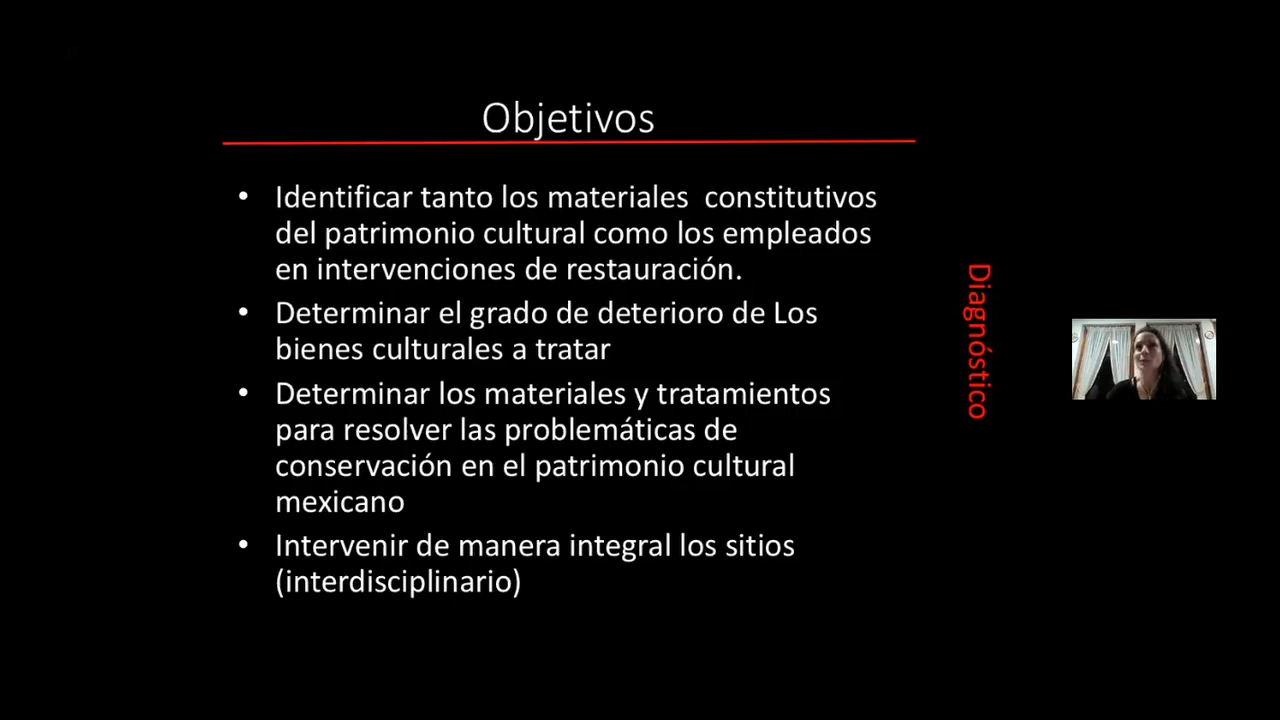 Objetivos
• Identificar tanto los materiales  constitutivos
del patrimonio cultural como los empleados
en intervenciones de restauración.
• Determinar el grado de deterioro de Los
bienes culturales a tratar
• Determinar los materiales y tratamientos
para resolver las problemáticas de
conservación en el patrimonio cultural
mexicano
• Intervenir de manera integral los sitios
(interdisciplinario)
Diagnóstico